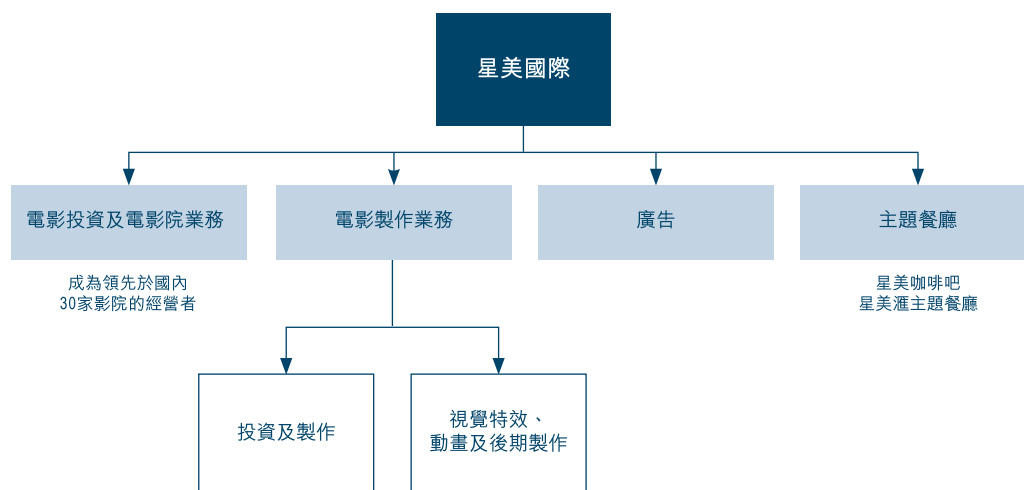 星美國際
電影投資及電影院業務
電影製作業務
廣告
主題餐廳
成為領先於國內
30家影院的經營者
星美咖啡吧
星美滙主題餐廳
投資及製作
視覺特效、
動畫及後期製作